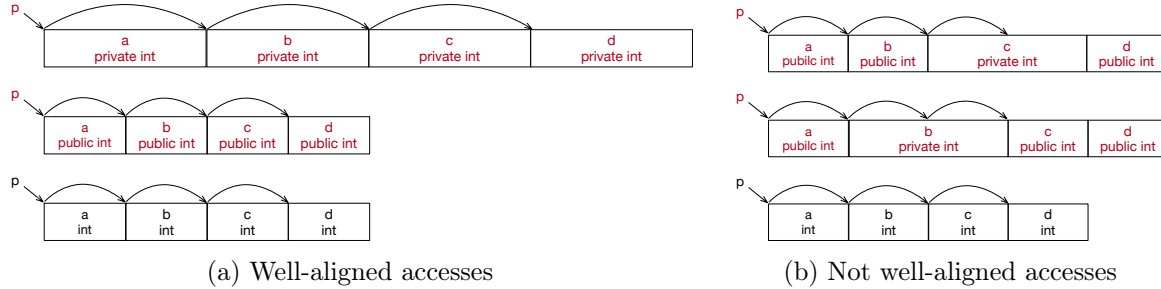 p
a b c d
private int private int private int private int
p
a b c d
public int public int public int public int
p
a b c d
int int int int
(a) Well-aligned accesses
p
a b c d
pubilc int public int private int public int
p
a b c d
pubilc int private int public int public int
p
a b c d
int int int int
(b) Not well-aligned accesses